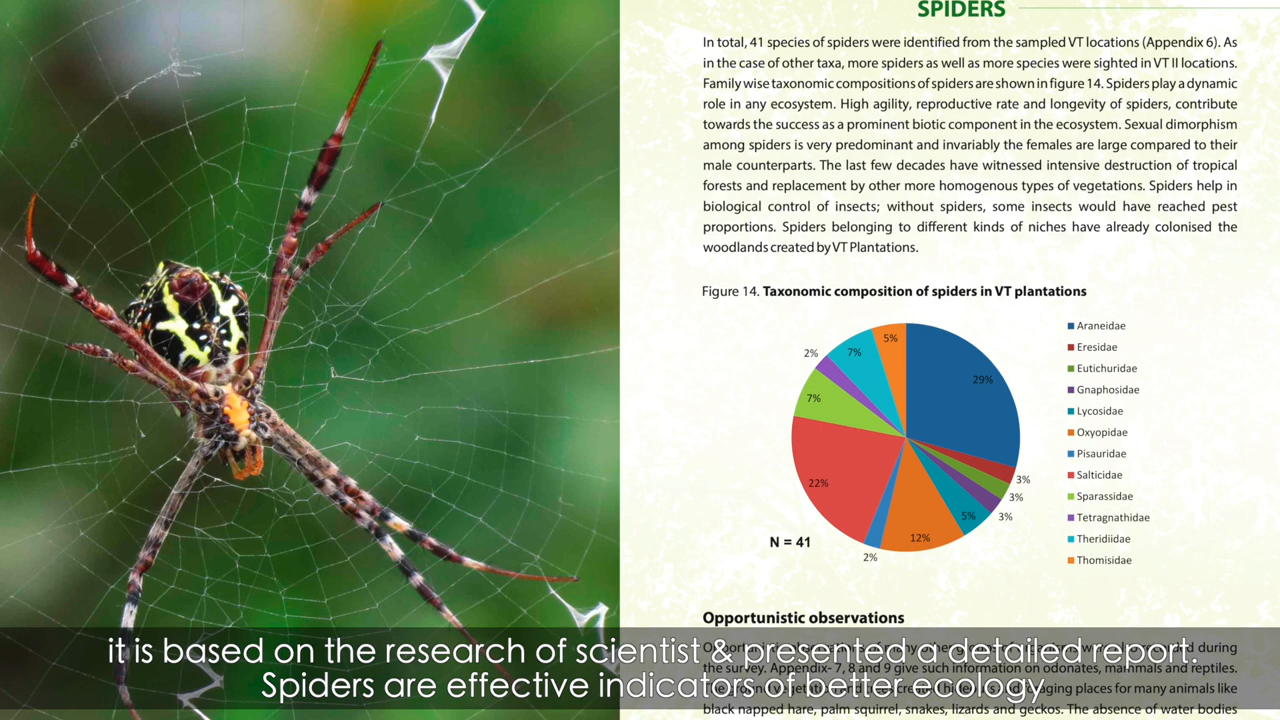 SPIDERS
In total, 41 species of spiders were identified from the sampled VT locations (Appendix 6). As
in the case of other taxa, more spiders as well as more species were sighted in VT II locations.
Family wise taxonomic compositions of spiders are shown in figure 14. Spiders play a dynamic
role in any ecosystem. High agility, reproductive rate and longevity of spiders, contribute
towards the success as a prominent biotic component in the ecosystem. Sexual dimorphism
among spiders is very predominant and invariably the females are large compared to their
male counterparts. The last few decades have witnessed intensive destruction of tropical
forests and replacement by other more homogenous types of vegetations. Spiders help in
biological control of insects; without spiders, some insects would have reached pest
proportions. Spiders belonging to different kinds of niches have already colonised the
woodlands created by VT Plantations.
Figure 14. Taxonomic composition of spiders in VT plantations
29%
3%
3%
3%
5%
12%
2%
22%
7%
2%
7%
5%
N = 41
Araneidae
Eresidae
Eutichuridae
Gnaphosidae
Lycosidae
Oxyopidae
Pisauridae
Salticidae
Sparassidae
Tetragnathidae
Theridiidae
Thomisidae
Opportunistic observations
during
the survey. Appendix- 7, 8 and 9 give such information on odonates, mammals and reptiles.
places for many animals like
black napped hare, palm squirrel, snakes, lizards and geckos. The absence of water bodies
it is based on the research of scientist & presented a detailed report.
Spiders are effective indicators of better ecology